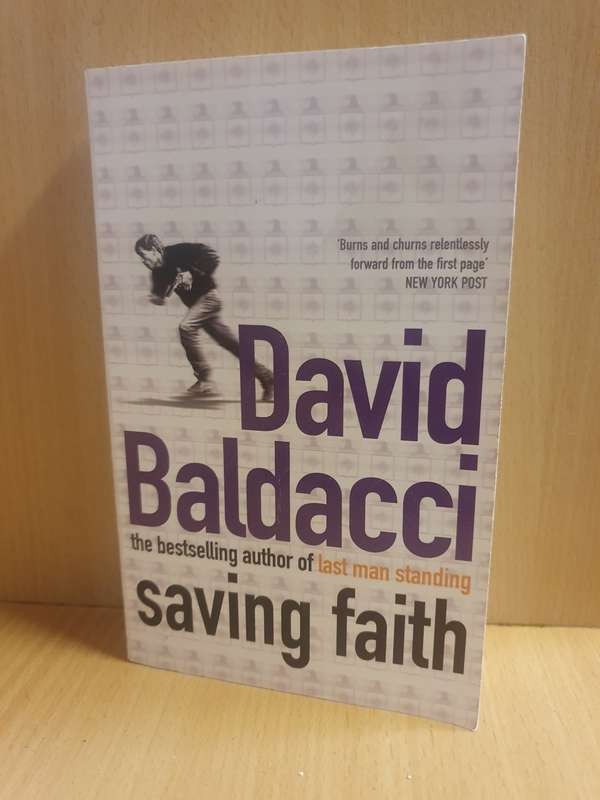 'Burns and churns relentlessly
forward from the first page'
NEW YORK POST
David
Baldacci
the bestselling author of last man standing
saving faith